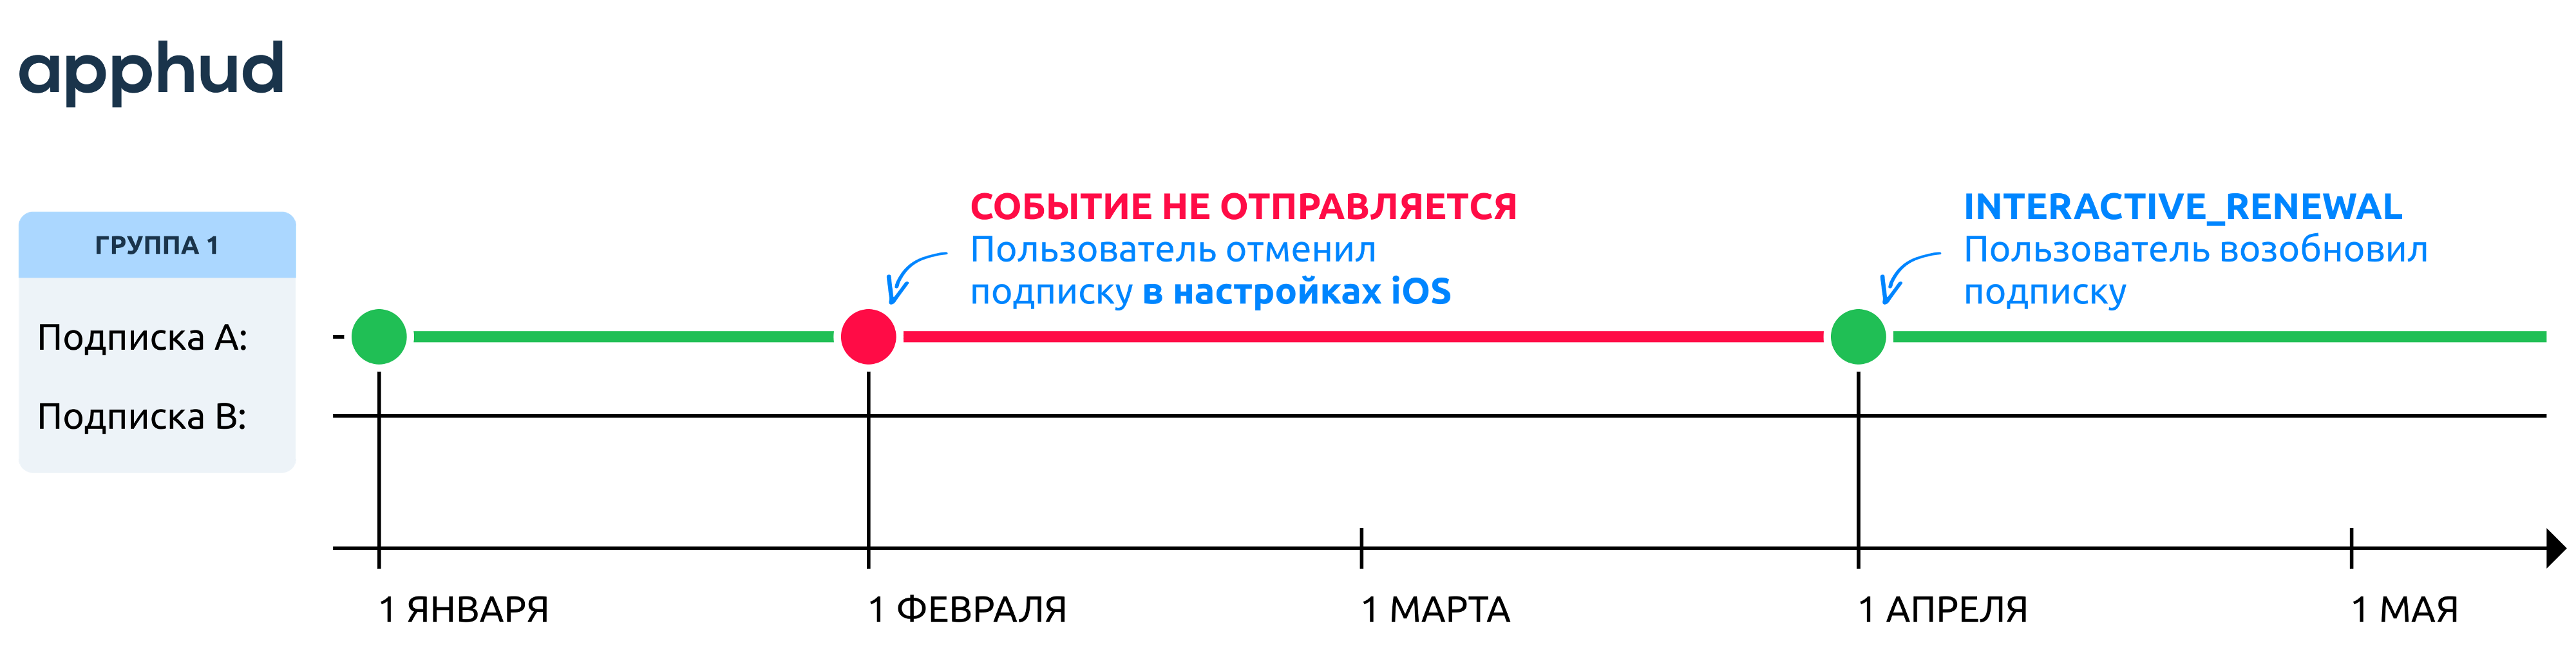 apphud
СОБЫТИЕ НЕ ОТПРАВЛЯЕТСЯ
Пользователь отменил
подписку в настройках iOS
INTERACTIVE_RENEWAL
Пользователь возобновил
подписку
ГРУППА 1
Подписка A:
Подписка B:
1 ЯНВАРЯ
1 ФЕВРАЛЯ
1 МАРТА
1 АПРЕЛЯ
1 МАЯ